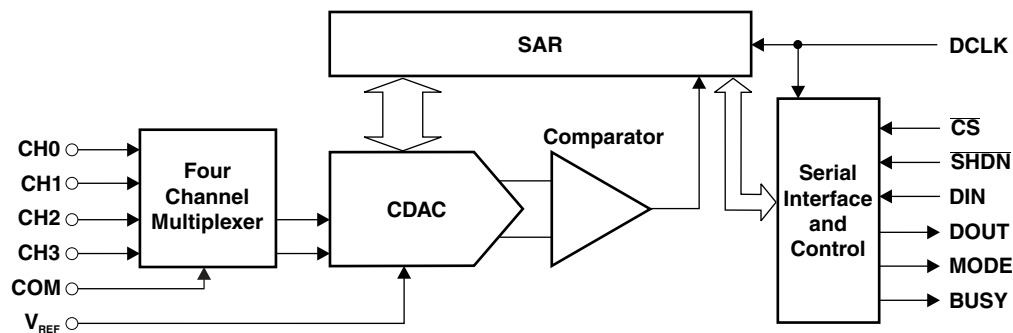 SAR
DCLK
Comparator
CH0
CH1
CH2
CH3
COM
VREF
Four
Channel
Multiplexer
CDAC
Serial
Interface
and
Control
CS
SHDN
DIN
DOUT
MODE
BUSY